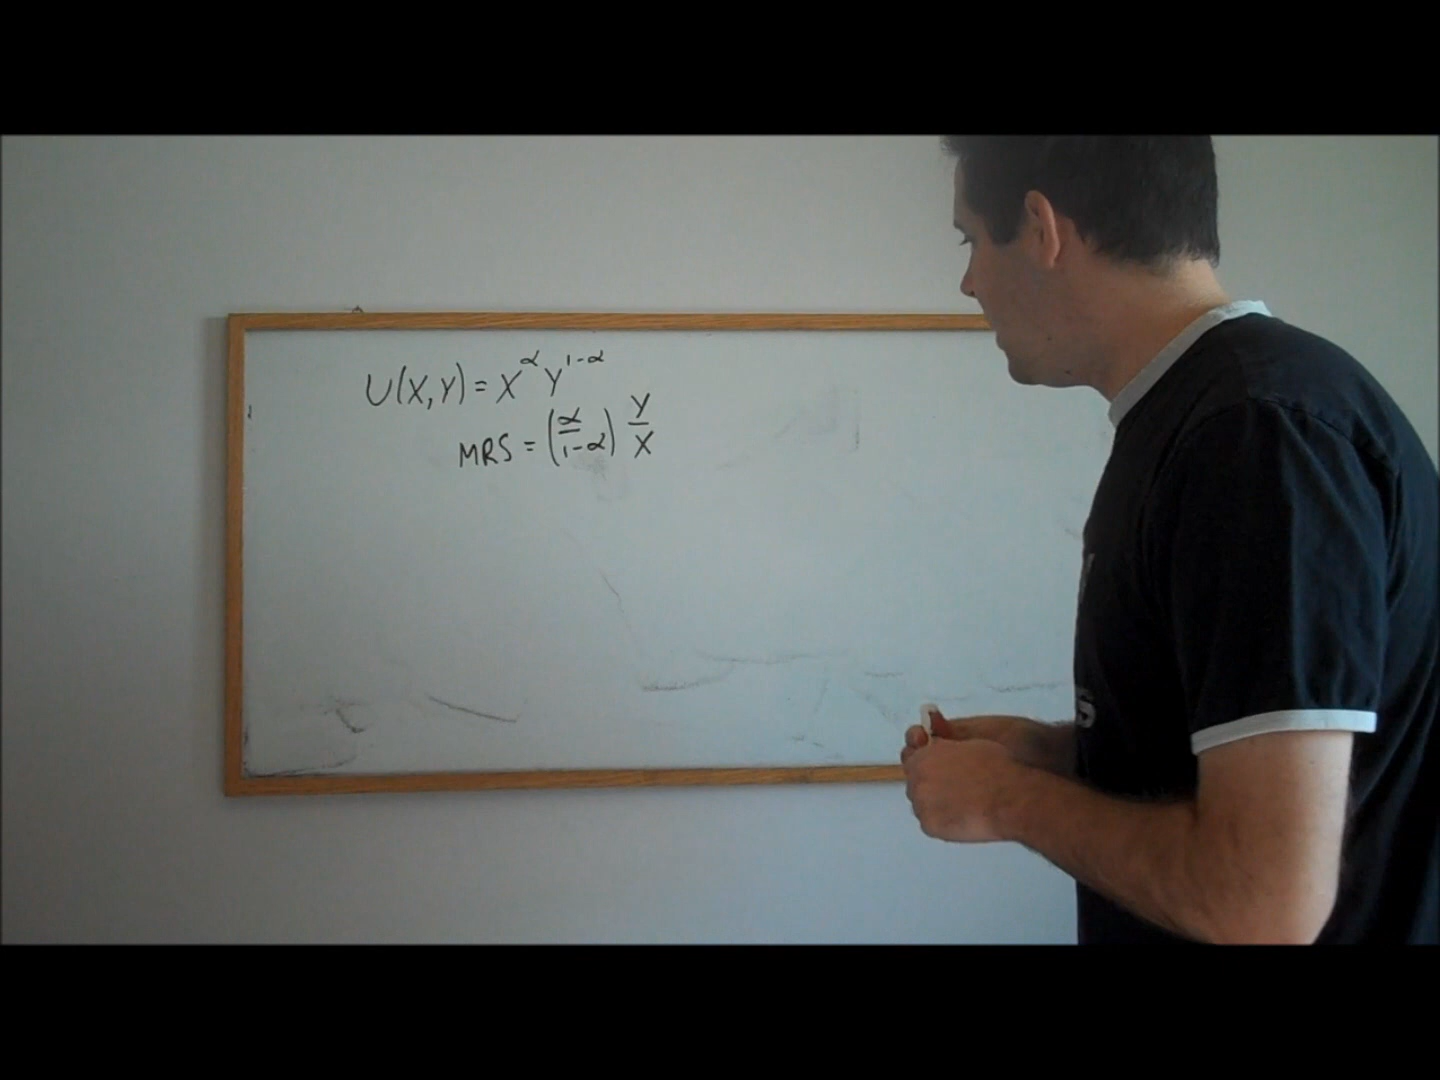 U(X,Y) = X^α Y^1-α
MRS = (α/1-α) Y/X